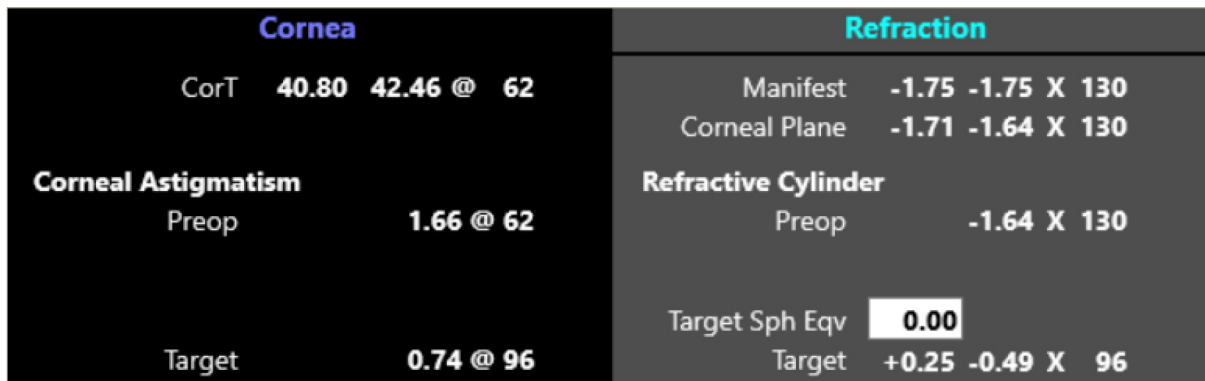 Cornea
CorT 40.80 42.46 @ 62
Corneal Astigmatism
Preop 1.66 @ 62
Target 0.74 @ 96
Refraction
Manifest -1.75 -1.75 X 130
Corneal Plane -1.71 -1.64 X 130
Refractive Cylinder
Preop -1.64 X 130
Target Sph Eqv 0.00
Target +0.25 -0.49 X 96